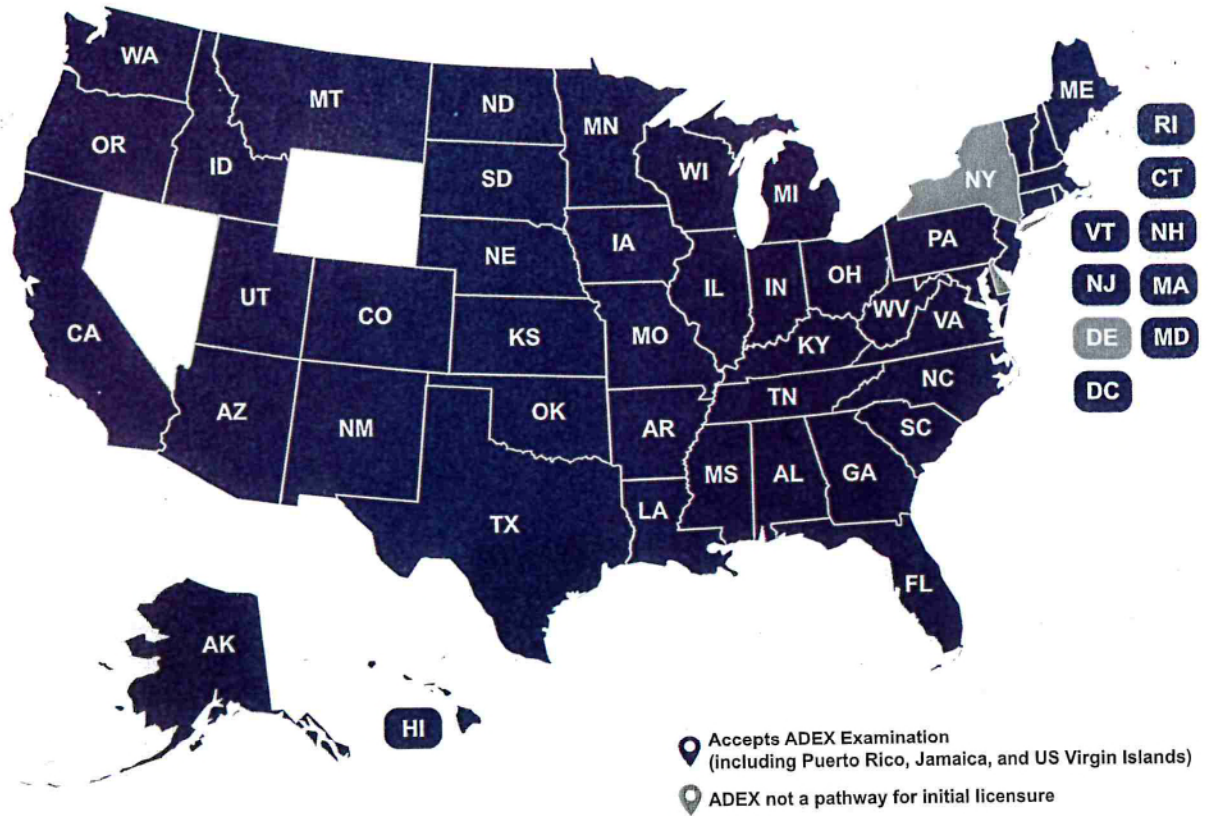 WA
MT
ND
MN
ME
OR
ID
SD
WI
MI
NY
RI
CT
VT
NH
NJ
MA
DE
MD
DC
NE
IA
PA
UT
CO
IL
IN
OH
WV
VA
CA
KS
MO
KY
NC
AZ
NM
OK
AR
TN
SC
MS
AL
GA
TX
LA
FL
AK
HI
Accepts ADEX Examination
(including Puerto Rico, Jamaica, and US Virgin Islands)
ADEX not a pathway for initial licensure